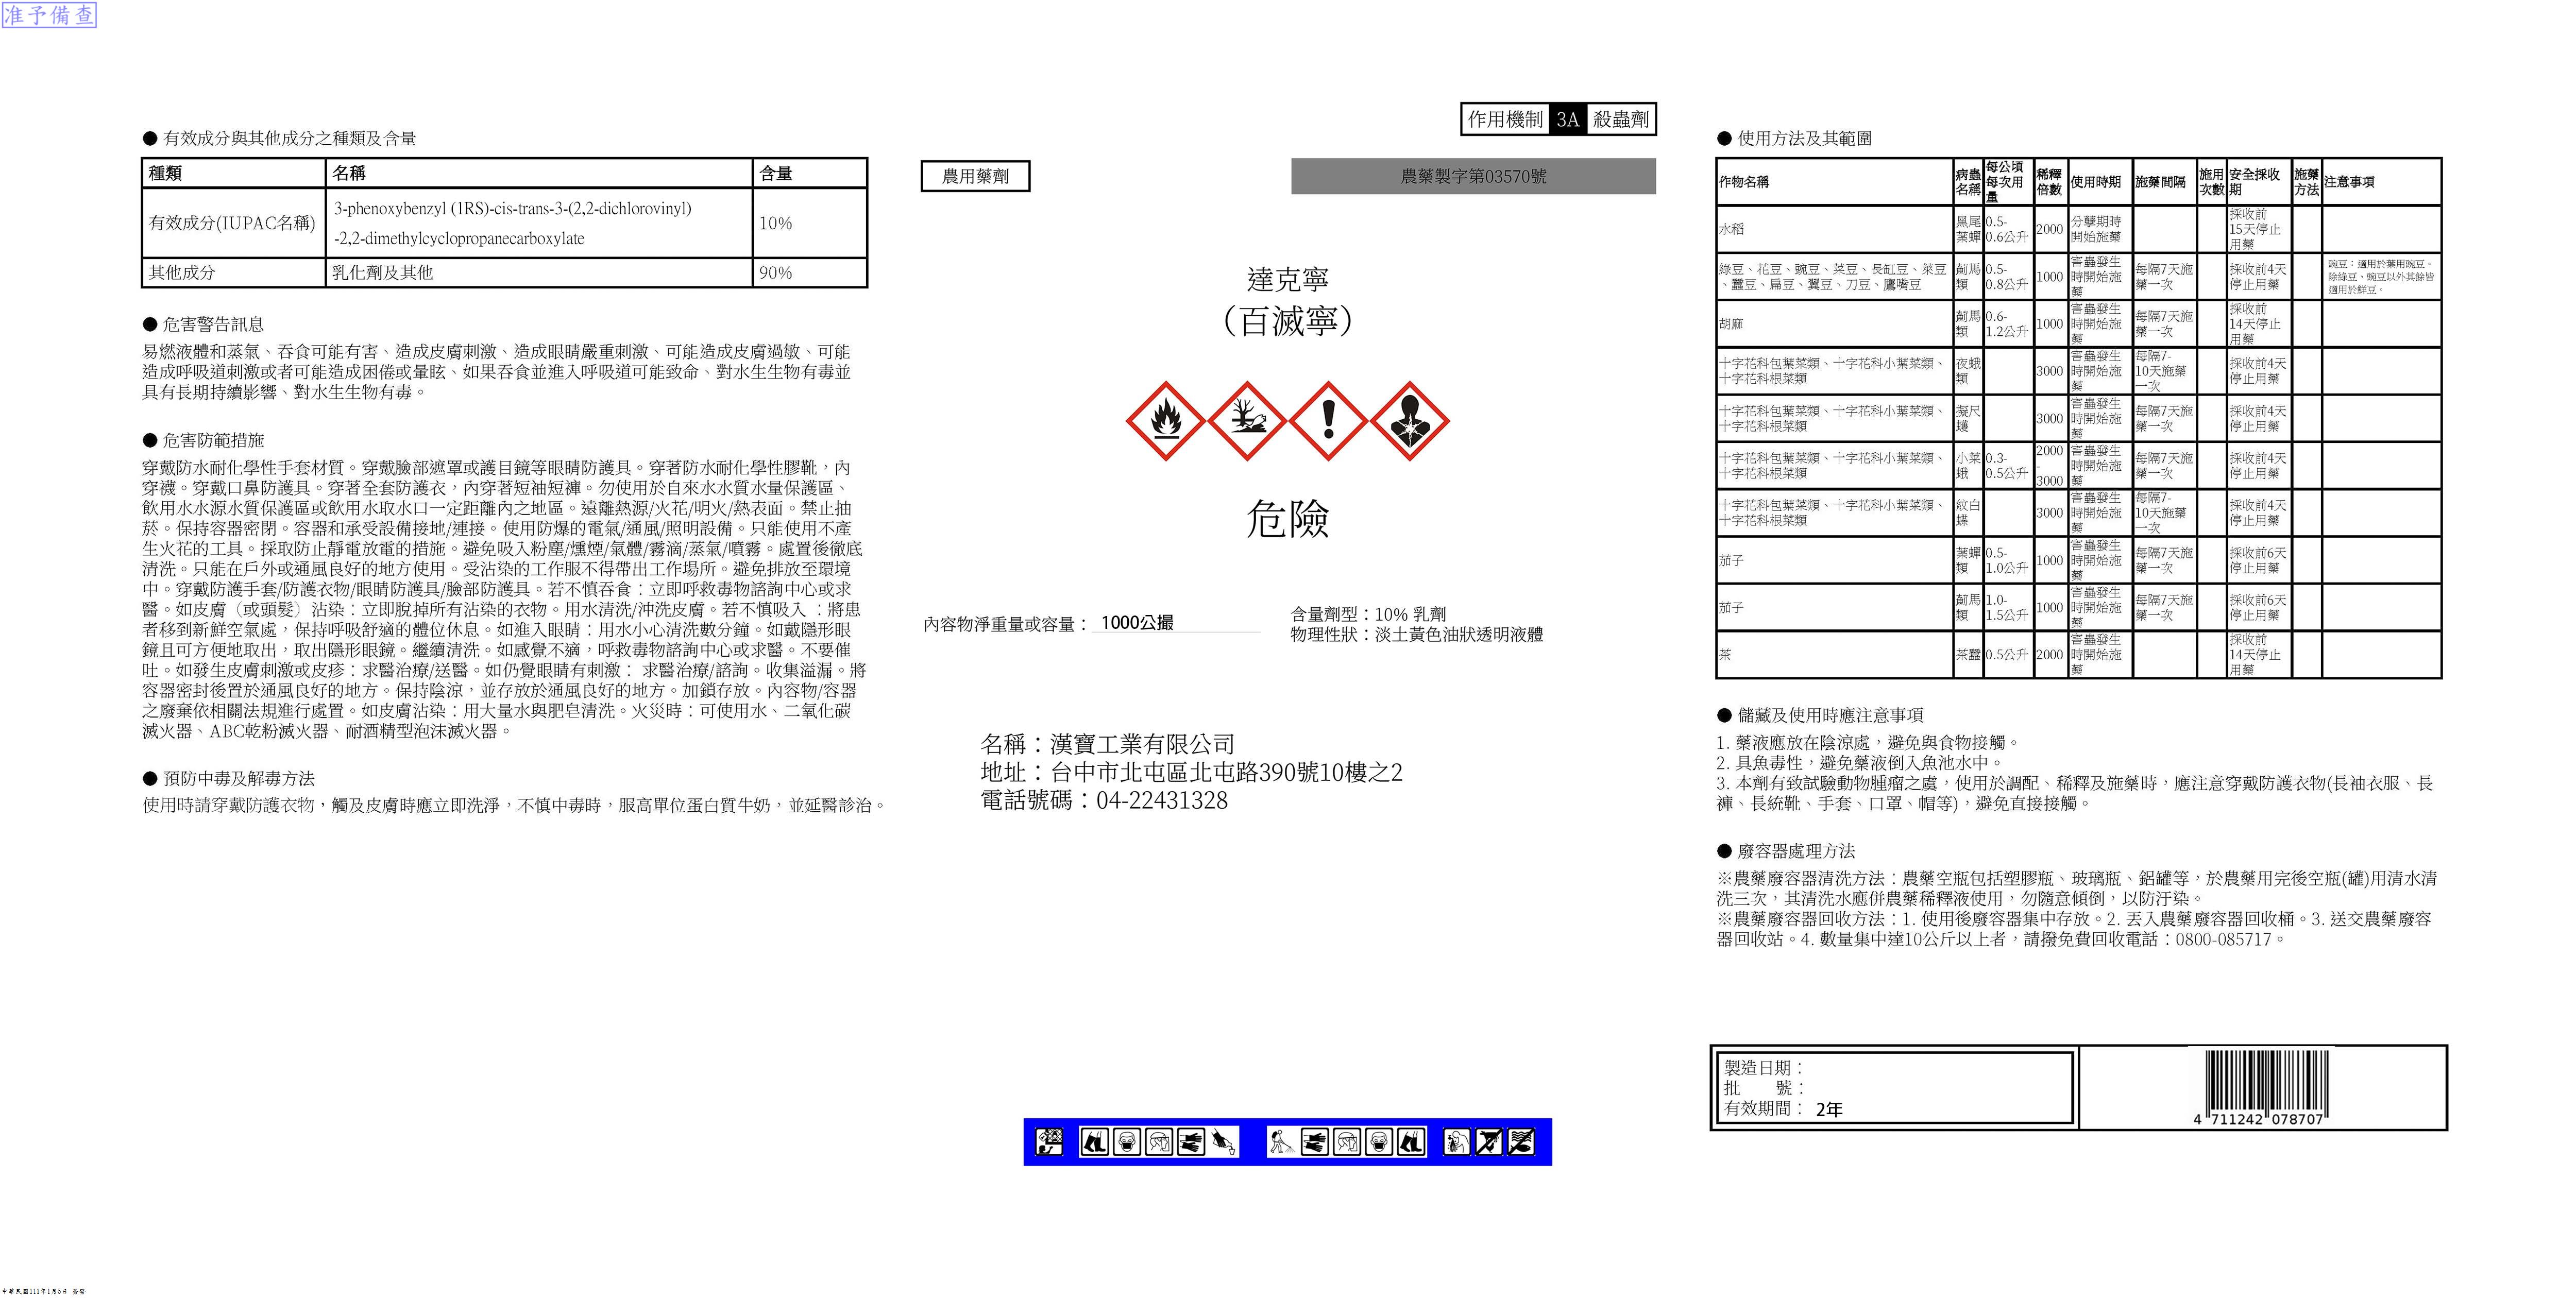 准予備查
● 有效成分與其他成分之種類及含量
種類 名稱 含量
有效成分(IUPAC名稱) 3-phenoxybenzyl (1RS)-cis-trans-3-(2,2-dichlorovinyl) 10%
-2,2-dimethylcyclopropanecarboxylate
其他成分 乳化劑及其他 90%
● 危害警告訊息
易燃液體和蒸氣、吞食可能有害、造成皮膚刺激、造成眼睛嚴重刺激、可能造成皮膚過敏、可能
造成呼吸道刺激或者可能造成困倦或暈眩、如果吞食並進入呼吸道可能致命、對水生生物有毒並
具有長期持續影響、對水生生物有毒。
● 危害防範措施
穿戴防水耐化學性手套材質。穿戴臉部遮罩或護目鏡等眼睛防護具。穿著防水耐化學性膠靴，內
穿襪。穿戴口鼻防護具。穿著全套防護衣，內穿著短袖短褲。勿使用於自來水水質水量保護區、
飲用水水源水質保護區或飲用水取水口一定距離內之地區。遠離熱源/火花/明火/熱表面。禁止抽
菸。保持容器密閉。容器和承受設備接地/連接。使用防爆的電氣/通風/照明設備。只能使用不產
生火花的工具。採取防止靜電放電的措施。避免吸入粉塵/燻煙/氣體/霧滴/蒸氣/噴霧。處置後徹底
清洗。只能在戶外或通風良好的地方使用。受沾染的工作服不得帶出工作場所。避免排放至環境
中。穿戴防護手套/防護衣物/眼睛防護具/臉部防護具。若不慎吞食：立即呼救毒物諮詢中心或求
醫。如皮膚（或頭髮）沾染：立即脫掉所有沾染的衣物。用水清洗/沖洗皮膚。若不慎吸入 ：將患
者移到新鮮空氣處，保持呼吸舒適的體位休息。如進入眼睛：用水小心清洗數分鐘。如戴隱形眼
鏡且可方便地取出，取出隱形眼鏡。繼續清洗。如感覺不適，呼救毒物諮詢中心或求醫。不要催
吐。如發生皮膚刺激或皮疹：求醫治療/送醫。如仍覺眼睛有刺激： 求醫治療/諮詢。收集溢漏。將
容器密封後置於通風良好的地方。保持陰涼，並存放於通風良好的地方。加鎖存放。內容物/容器
之廢棄依相關法規進行處置。如皮膚沾染：用大量水與肥皂清洗。火災時：可使用水、二氧化碳
滅火器、ABC乾粉滅火器、耐酒精型泡沫滅火器。
● 預防中毒及解毒方法
使用時請穿戴防護衣物，觸及皮膚時應立即洗淨，不慎中毒時，服高單位蛋白質牛奶，並延醫診治。
作用機制 3A 殺蟲劑
農用藥劑
農藥製字第03570號
達克寧
（百滅寧）
危險
內容物淨重量或容量： 1000公撮
含量劑型：10% 乳劑
物理性狀：淡土黃色油狀透明液體
名稱：漢寶工業有限公司
地址：台中市北屯區北屯路390號10樓之2
電話號碼：04-22431328
● 使用方法及其範圍
作物名稱 病蟲名稱 每公頃每次用量 稀釋倍數 使用時期 施藥間隔 施用次數 安全採收期 施藥方法 注意事項
水稻 黑尾葉蟬 0.5-0.6公升 2000 分孽期時開始施藥 採收前15天停止用藥
綠豆、花豆、豌豆、菜豆、長缸豆、萊豆、蠶豆、扁豆、翼豆、刀豆、鷹嘴豆 薊馬類 0.5-0.8公升 1000 害蟲發生時開始施藥 每隔7天施藥一次 採收前4天停止用藥 豌豆：適用於葉用豌豆。除綠豆、豌豆以外其餘皆適用於鮮豆。
胡麻 薊馬類 0.6-1.2公升 1000 害蟲發生時開始施藥 每隔7天施藥一次 採收前14天停止用藥
十字花科包葉菜類、十字花科小葉菜類、十字花科根菜類 夜蛾類 3000 害蟲發生時開始施藥 每隔7-10天施藥一次 採收前4天停止用藥
十字花科包葉菜類、十字花科小葉菜類、十字花科根菜類 擬尺蠖 3000 害蟲發生時開始施藥 每隔7天施藥一次 採收前4天停止用藥
十字花科包葉菜類、十字花科小葉菜類、十字花科根菜類 小菜蛾 0.3-0.5公升 2000-3000 害蟲發生時開始施藥 每隔7天施藥一次 採收前4天停止用藥
十字花科包葉菜類、十字花科小葉菜類、十字花科根菜類 紋白蝶 3000 害蟲發生時開始施藥 每隔7-10天施藥一次 採收前4天停止用藥
茄子 葉蟬類 0.5-1.0公升 1000 害蟲發生時開始施藥 每隔7天施藥一次 採收前6天停止用藥
茄子 薊馬類 1.0-1.5公升 1000 害蟲發生時開始施藥 每隔7天施藥一次 採收前6天停止用藥
茶 茶蠶 0.5公升 2000 害蟲發生時開始施藥 採收前14天停止用藥
● 儲藏及使用時應注意事項
1. 藥液應放在陰涼處，避免與食物接觸。
2. 具魚毒性，避免藥液倒入魚池水中。
3. 本劑有致試驗動物腫瘤之虞，使用於調配、稀釋及施藥時，應注意穿戴防護衣物(長袖衣服、長
褲、長統靴、手套、口罩、帽等)，避免直接接觸。
● 廢容器處理方法
※農藥廢容器清洗方法：農藥空瓶包括塑膠瓶、玻璃瓶、鋁罐等，於農藥用完後空瓶(罐)用清水清
洗三次，其清洗水應併農藥稀釋液使用，勿隨意傾倒，以防汙染。
※農藥廢容器回收方法：1. 使用後廢容器集中存放。2. 丟入農藥廢容器回收桶。3. 送交農藥廢容
器回收站。4. 數量集中達10公斤以上者，請撥免費回收電話：0800-085717。
製造日期：
批 號：
有效期間： 2年
4 711242 078707
中華民國111年1月5日 簽發